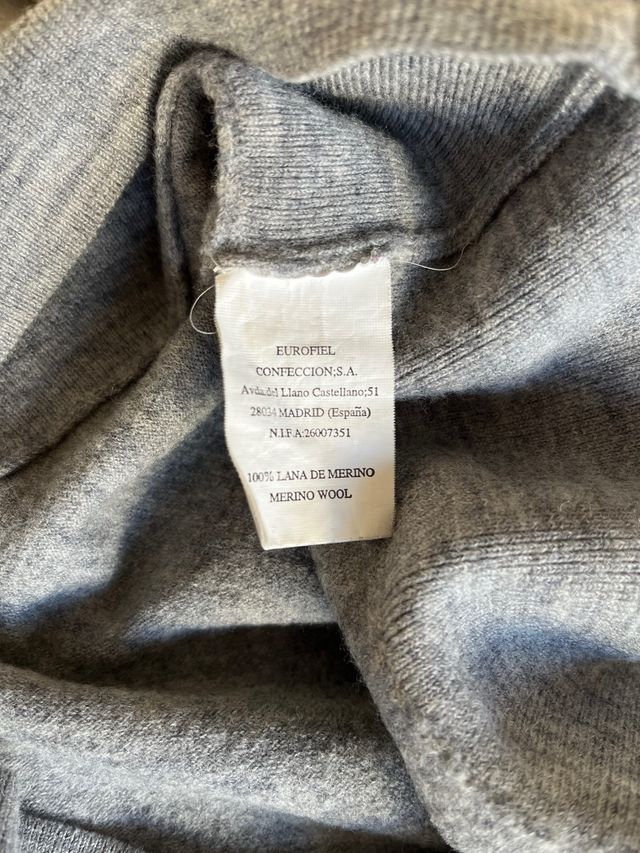 EUROFIEL
CONFECCION;S.A.
Avda.del Llano Castellano;51
28034 MADRID (España)
N.I.F.A:26007351
100% LANA DE MERINO
MERINO WOOL